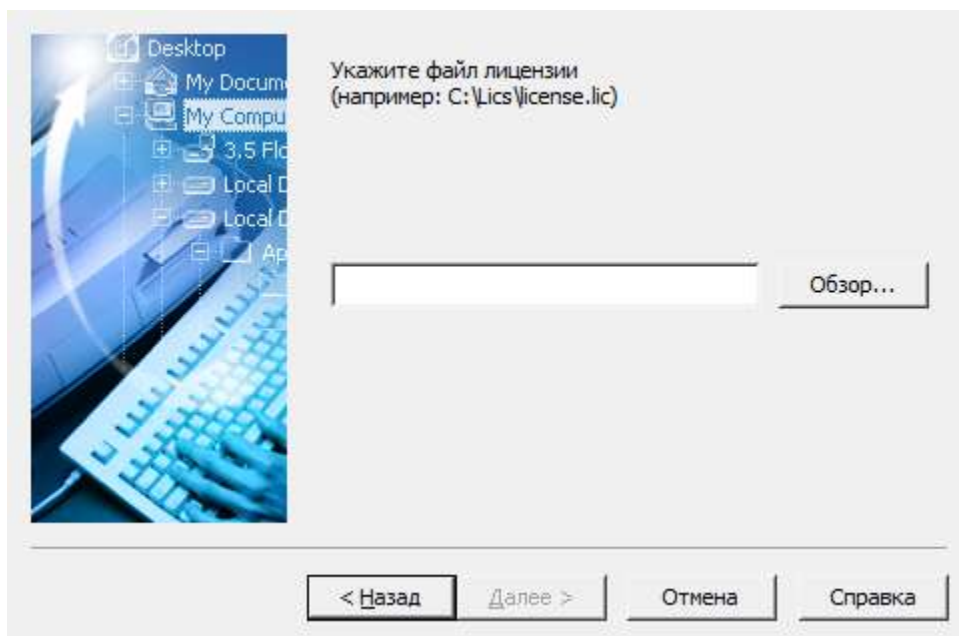 Desktop
My Docum
My Compu
3,5 Flo
Local D
Local D
Ap
Укажите файл лицензии
(например: C:\Lics\license.lic)
Обзор...
< Назад
Далее >
Отмена
Справка